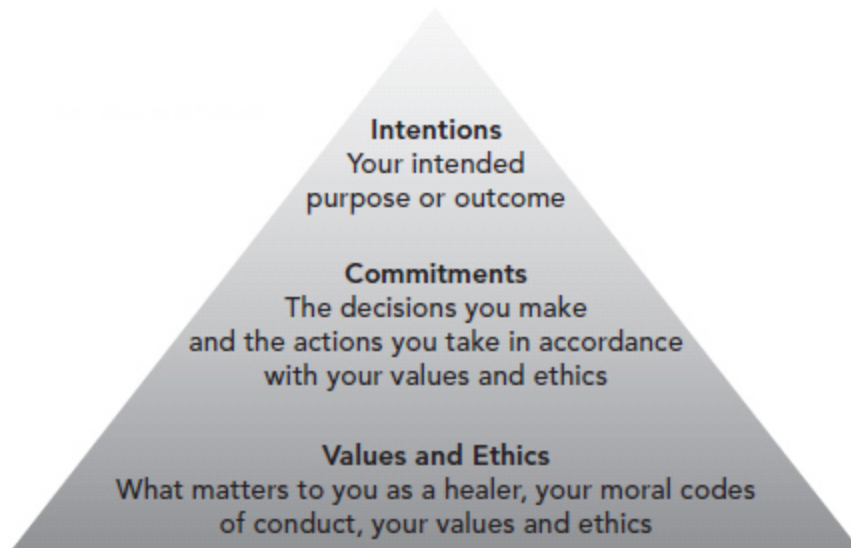 Intentions
Your intended
purpose or outcome
Commitments
The decisions you make
and the actions you take in accordance
with your values and ethics
Values and Ethics
What matters to you as a healer, your moral codes
of conduct, your values and ethics